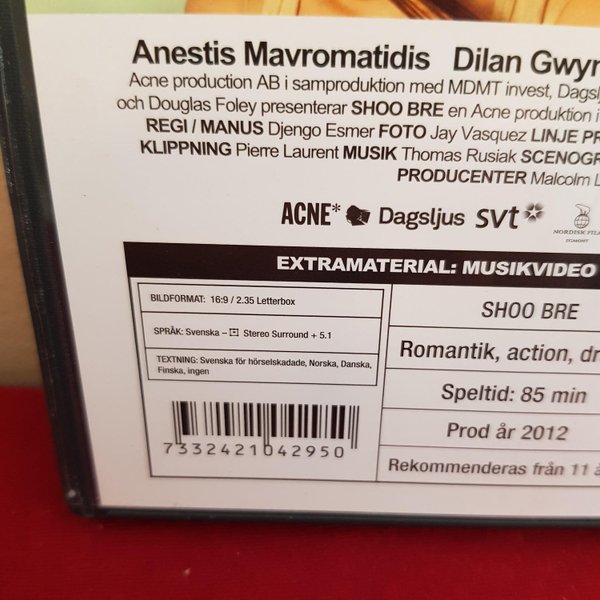 Anestis Mavromatidis Dilan Gwyn
Acne production AB i samproduktion med MDMT invest,
och Douglas Foley presenterar SHOO BRE en Acne produktion i
REGI / MANUS Djengo Esmer FOTO Jay Vasquez LINJE
KLIPPNING Pierre Laurent MUSIK Thomas Rusiak
PRODUCENTER Malcolm
ACNE* Dagsljus svt
NORDISK
EGMONT
EXTRAMATERIAL: MUSIKVIDEO
BILDFORMAT: 16:9 / 2.35 Letterbox
SPRÅK: Svenska – Stereo Surround + 5.1
TEXTNING: Svenska för hörselskadade, Norska, Danska,
Finska, ingen
7332421042950
SHOO BRE
Romantik, action,
Speltid: 85 min
Prod år 2012
Rekommenderas från 11